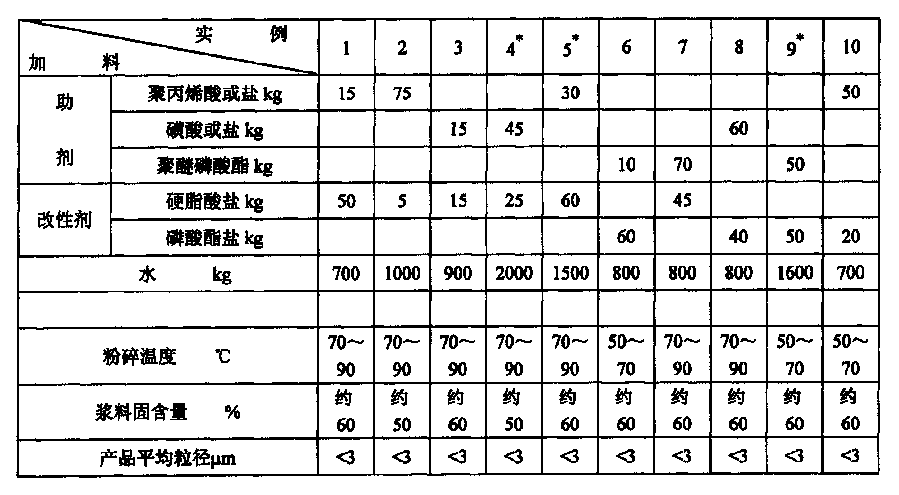 实 例 1 2 3 4* 5* 6 7 8 9* 10
加 料
助 剂 聚丙烯酸或盐 kg 15 75 30 50
磺酸或盐 kg 15 45 60
聚醚磷酸酯 kg 10 70 50
改性剂 硬脂酸盐 kg 50 5 15 25 60 45
磷酸酯盐 kg 60 40 50 20
水 kg 700 1000 900 2000 1500 800 800 800 1600 700
粉碎温度 ℃ 70～90 70～90 70～90 70～90 70～90 50～70 70～90 70～90 50～70 50～70
浆料固含量 % 约60 约50 约60 约50 约60 约60 约60 约60 约60 约60
产品平均粒径μm <3 <3 <3 <3 <3 <3 <3 <3 <3 <3